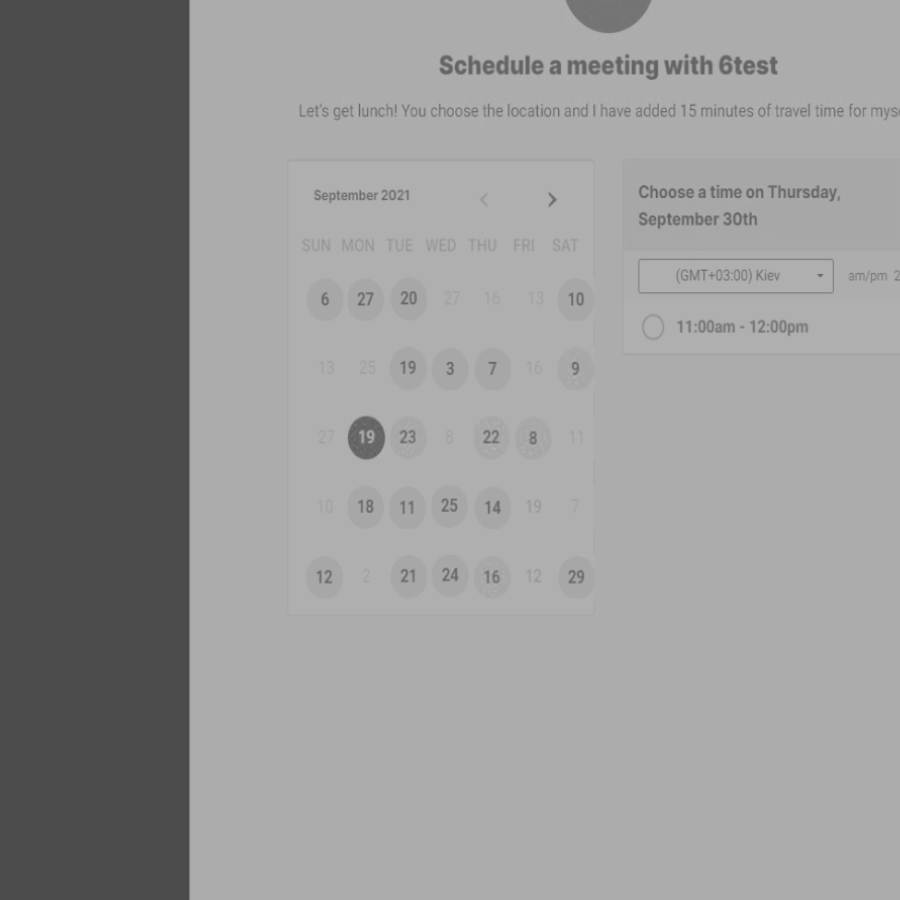 Schedule a meeting with 6test
Let's get lunch! You choose the location and I have added 15 minutes of travel time for
September 2021
SUN MON TUE WED THU FRI SAT
6 27 20 27 16 13 10
13 25 19 3 7 16 9
27 19 23 8 22 8 11
10 18 11 25 14 19 7
12 2 21 24 16 12 29
Choose a time on Thursday,
September 30th
(GMT+03:00) Kiev am/pm
11:00am - 12:00pm